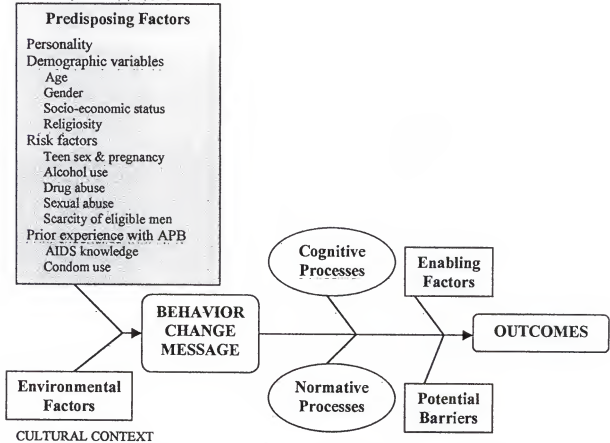 Predisposing Factors
Personality
Demographic variables
Age
Gender
Socio-economic status
Religiosity
Risk factors
Teen sex & pregnancy
Alcohol use
Drug abuse
Sexual abuse
Scarcity of eligible men
Prior experience with APB
AIDS knowledge
Condom use
Cognitive
Processes
Enabling
Factors
BEHAVIOR
CHANGE
MESSAGE
OUTCOMES
Environmental
Factors
Normative
Processes
Potential
Barriers
CULTURAL CONTEXT